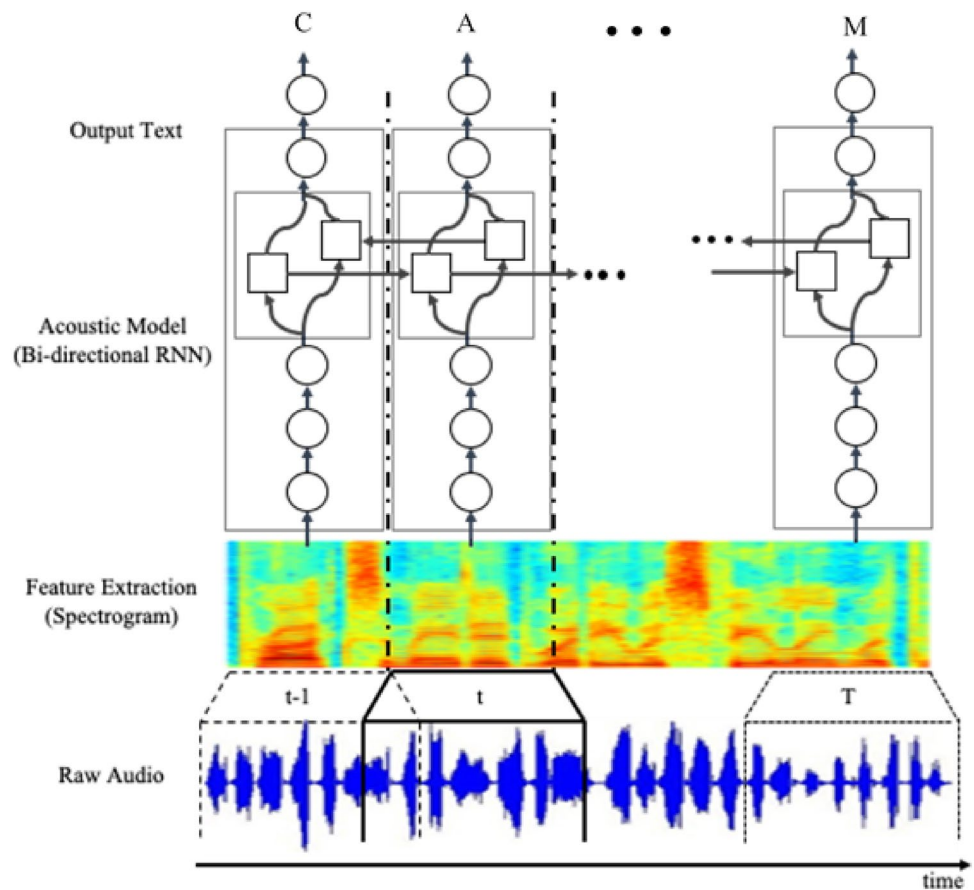 C A ... M
Output Text
...
...
Acoustic Model
(Bi-directional RNN)
Feature Extraction
(Spectrogram)
t-1 t T
Raw Audio
time